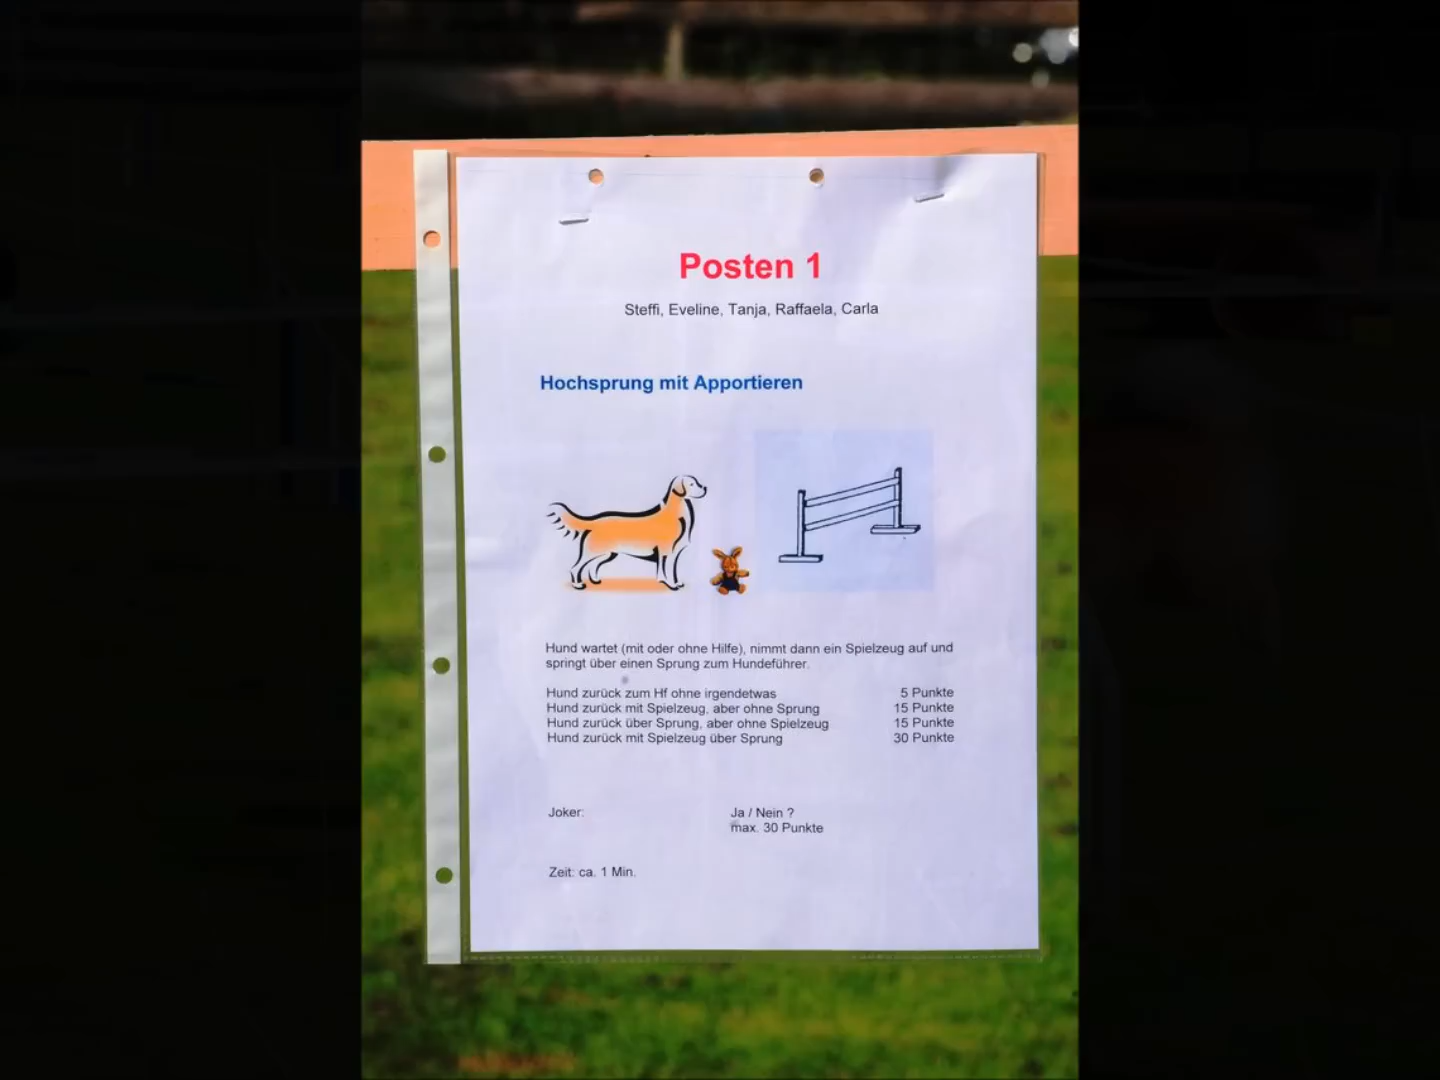 Posten 1
Steffi, Eveline, Tanja, Raffaela, Carla
Hochsprung mit Apportieren
Hund wartet (mit oder ohne Hilfe), nimmt dann ein Spielzeug auf und
springt über einen Sprung zum Hundeführer.
Hund zurück zum Hf ohne irgendetwas 5 Punkte
Hund zurück mit Spielzeug, aber ohne Sprung 15 Punkte
Hund zurück über Sprung, aber ohne Spielzeug 15 Punkte
Hund zurück mit Spielzeug über Sprung 30 Punkte
Joker: Ja / Nein ?
max. 30 Punkte
Zeit: ca. 1 Min.